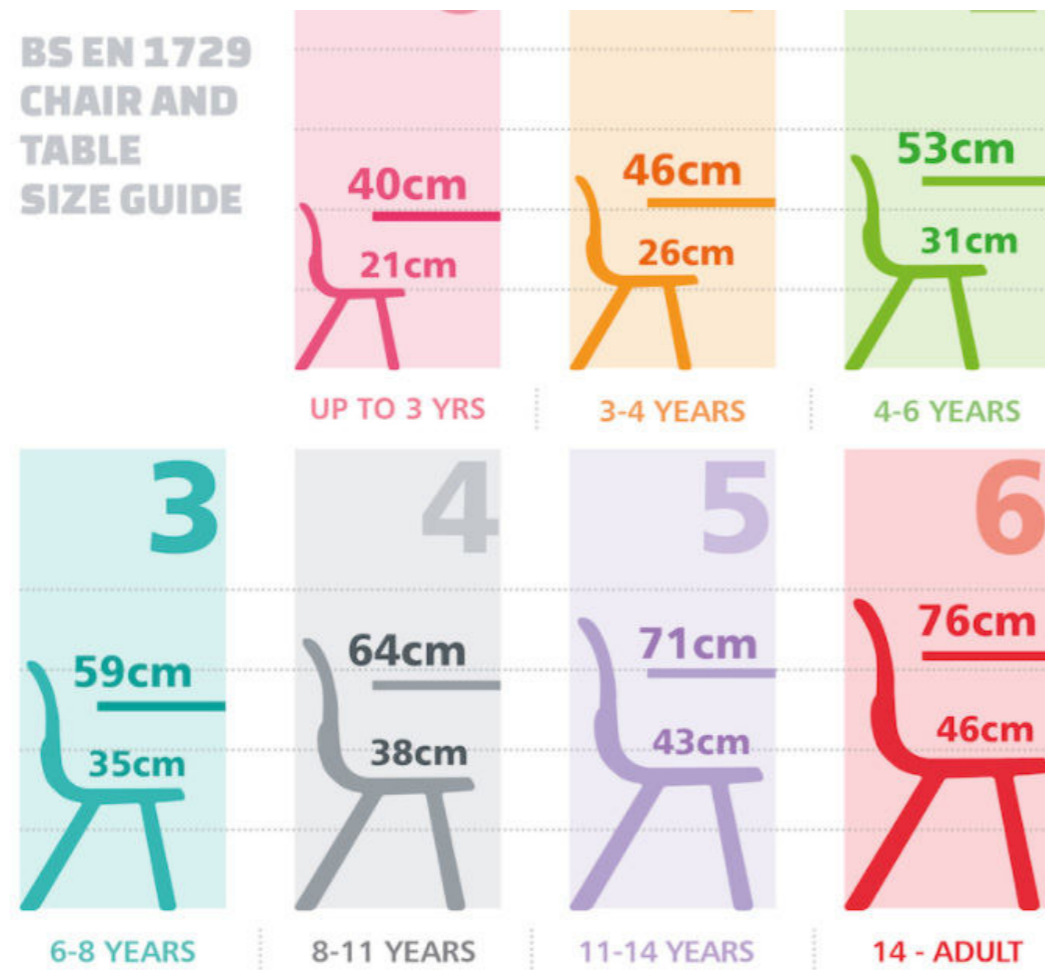 BS EN 1729
CHAIR AND
TABLE
SIZE GUIDE
40cm
21cm
UP TO 3 YRS
46cm
26cm
3-4 YEARS
53cm
31cm
4-6 YEARS
3
59cm
35cm
6-8 YEARS
4
64cm
38cm
8-11 YEARS
5
71cm
43cm
11-14 YEARS
6
76cm
46cm
14 - ADULT